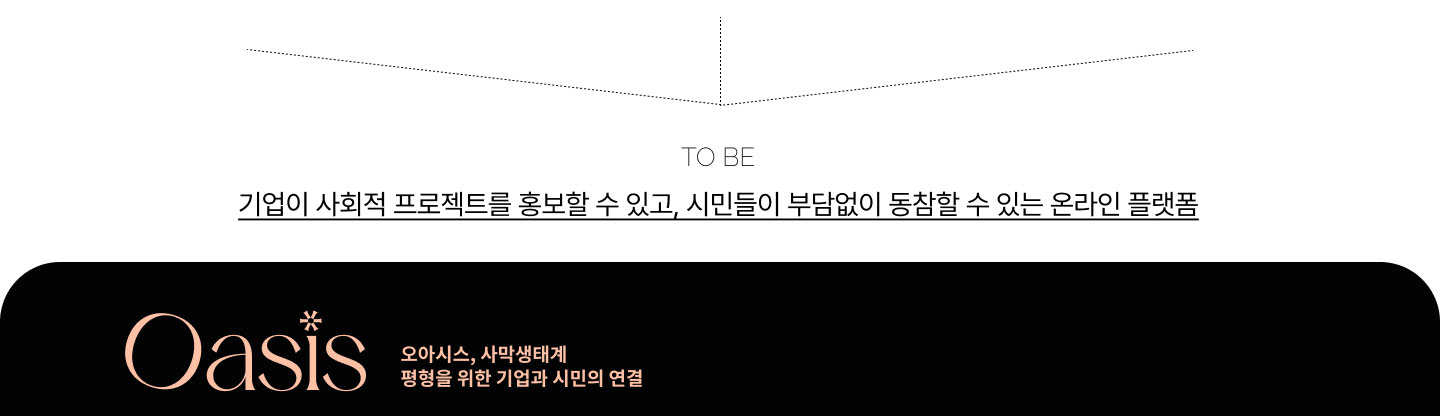 TO BE
기업이 사회적 프로젝트를 홍보할 수 있고, 시민들이 부담없이 동참할 수 있는 온라인 플랫폼
Oasis
오아시스, 사막생태계
평형을 위한 기업과 시민의 연결